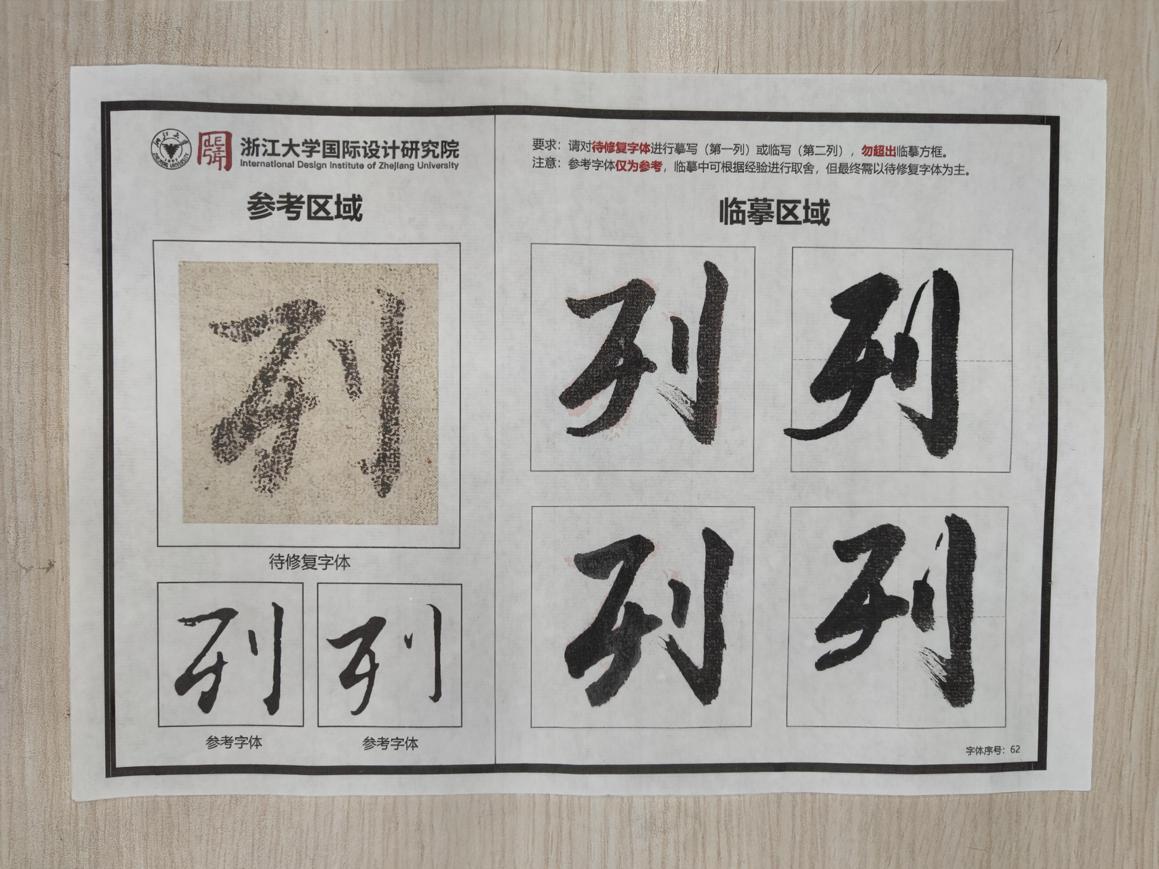 浙江大学国际设计研究院
International Design Institute of Zhejiang University
参考区域
列
待修复字体
列
列
参考字体
参考字体
要求：请对待修复字体进行摹写（第一列）或临写（第二列），勿超出临摹方框。
注意：参考字体仅为参考，临摹中可根据经验进行取舍，但最终需以待修复字体为主。
临摹区域
列
列
列
列
字体序号：62